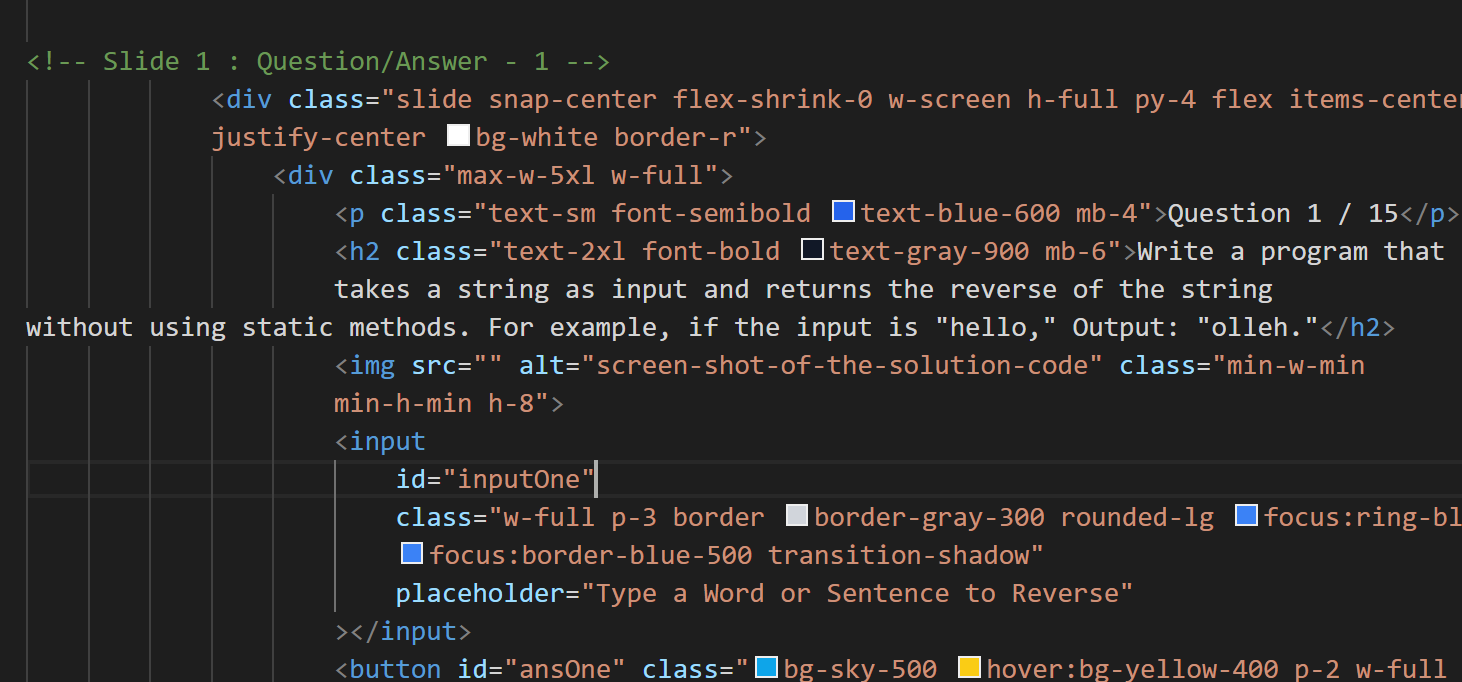 <!-- Slide 1 : Question/Answer - 1 -->
<div class="slide snap-center flex-shrink-0 w-screen h-full py-4 flex items-center
justify-center bg-white border-r">
<div class="max-w-5xl w-full">
<p class="text-sm font-semibold text-blue-600 mb-4">Question 1 / 15</p>
<h2 class="text-2xl font-bold text-gray-900 mb-6">Write a program that
takes a string as input and returns the reverse of the string
without using static methods. For example, if the input is "hello," Output: "olleh."</h2>
<img src="" alt="screen-shot-of-the-solution-code" class="min-w-min
min-h-min h-8">
<input
id="inputOne"
class="w-full p-3 border border-gray-300 rounded-lg focus:ring-bl
focus:border-blue-500 transition-shadow"
placeholder="Type a Word or Sentence to Reverse"
></input>
<button id="ansOne" class="bg-sky-500 hover:bg-yellow-400 p-2 w-full